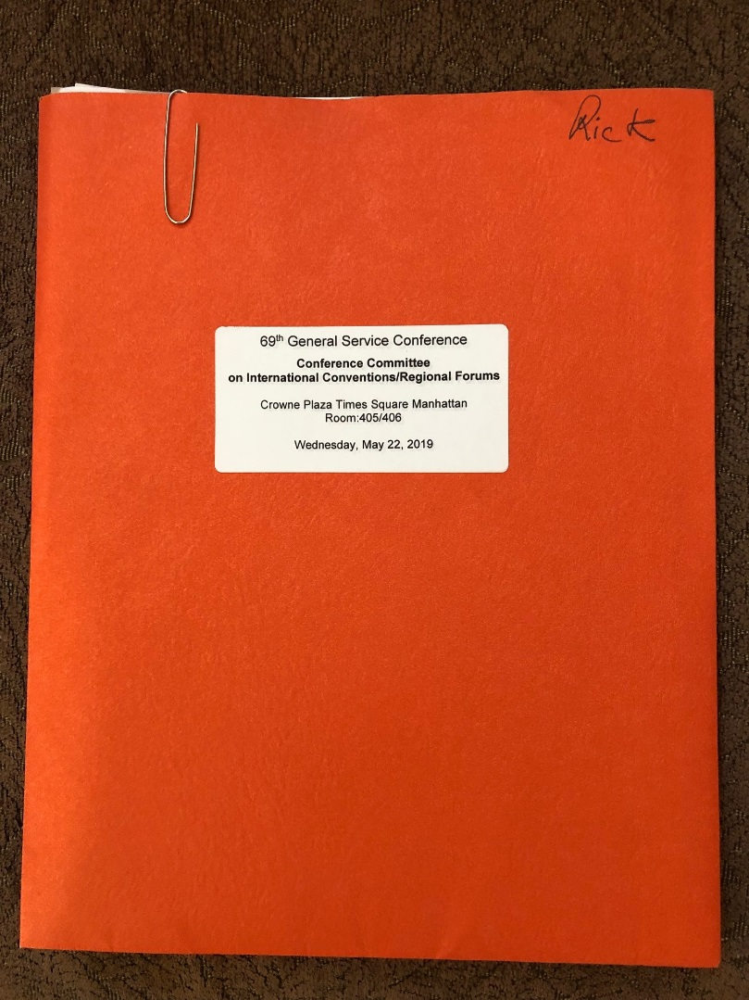 Rick
69th General Service Conference
Conference Committee
on International Conventions/Regional Forums
Crowne Plaza Times Square Manhattan
Room:405/406
Wednesday, May 22, 2019